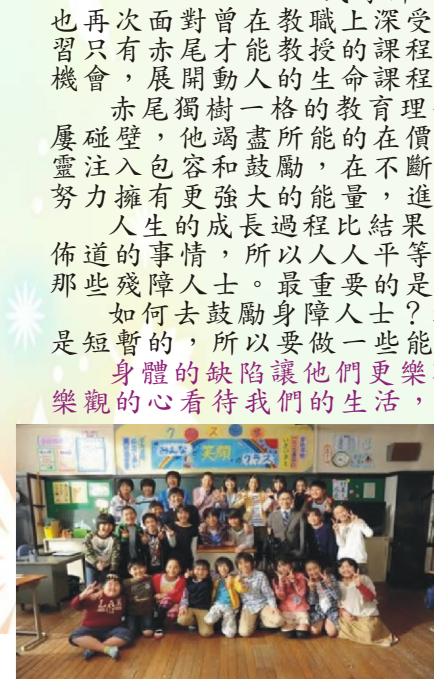 也再次面對曾在教職上深受
習只有赤尾才能教授的課程
機會，展開動人的生命課程
赤尾獨樹一格的教育理
屢碰壁，他竭盡所能的在價
靈注入包容和鼓勵，在不斷
努力擁有更強大的能量，進
人生的成長過程比結果
佈道的事情，所以人人平等
那些殘障人士。最重要的是
如何去鼓勵身障人士？
是短暫的，所以要做一些能
身體的缺陷讓他們更樂
樂觀的心看待我們的生活，
みんな 笑顔